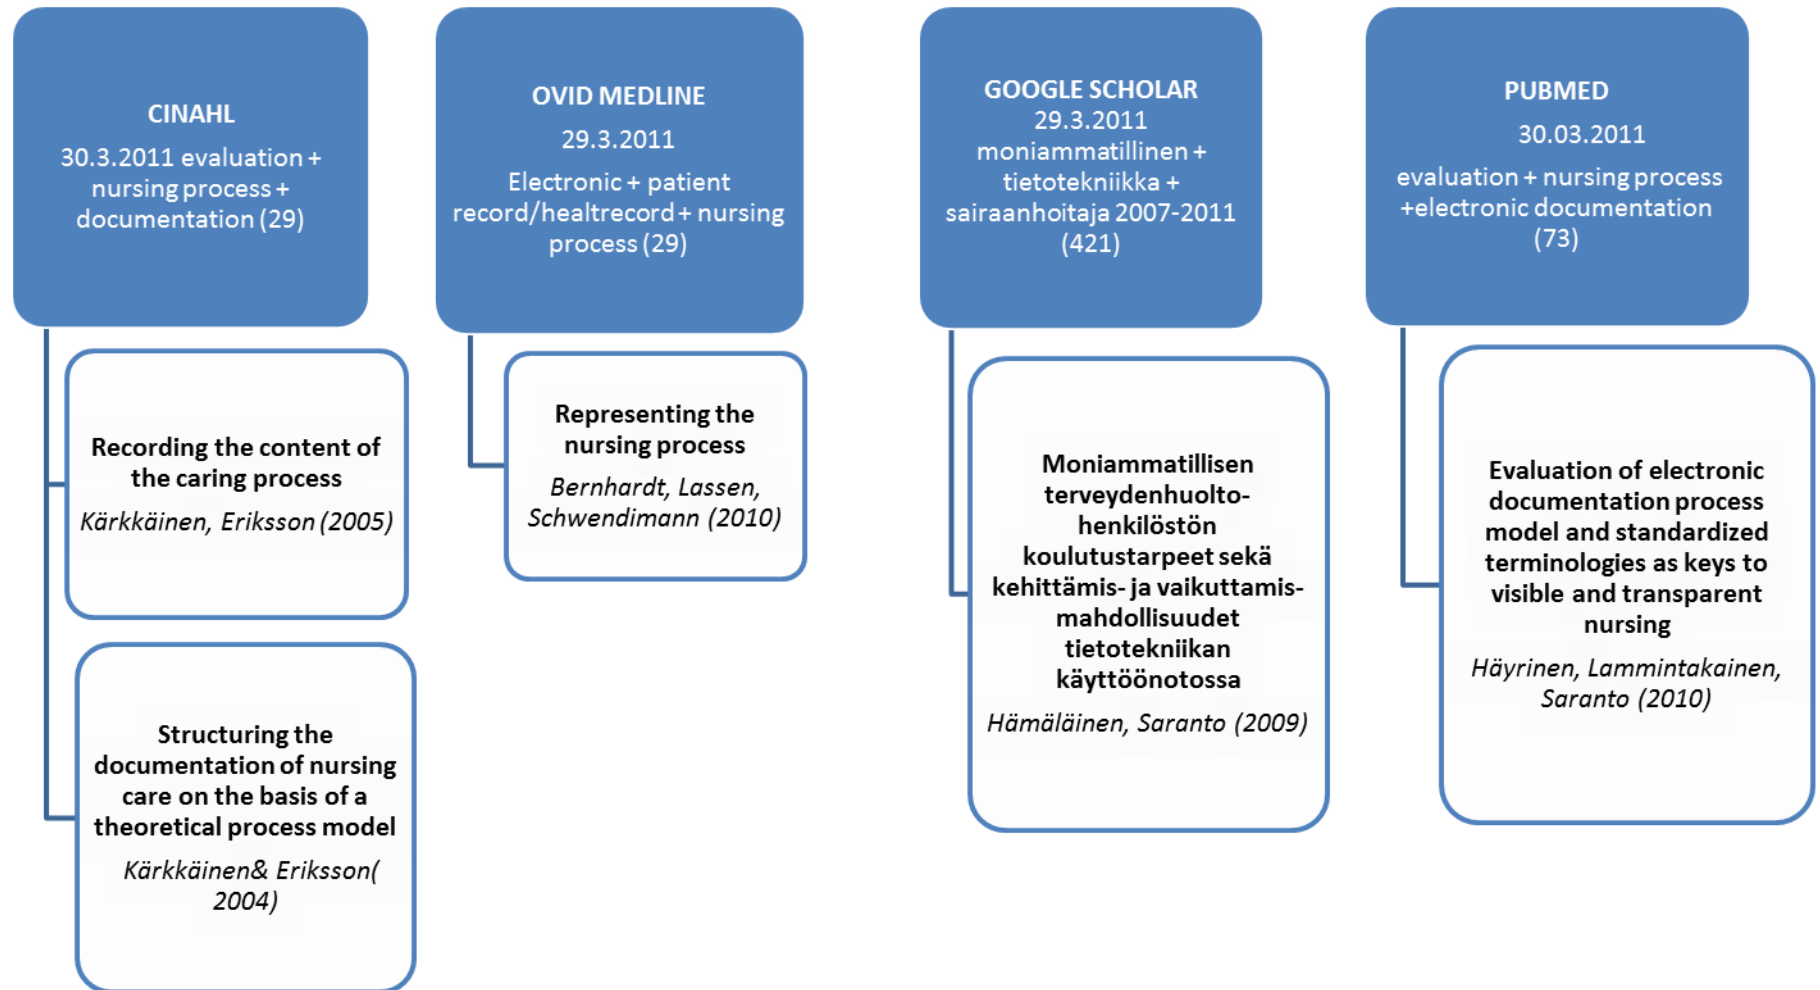 CINAHL
30.3.2011 evaluation +
nursing process +
documentation (29)
Recording the content of
the caring process
Kärkkäinen, Eriksson (2005)
Structuring the
documentation of nursing
care on the basis of a
theoretical process model
Kärkkäinen& Eriksson(
2004)
OVID MEDLINE
29.3.2011
Electronic + patient
record/healtrecord + nursing
process (29)
Representing the
nursing process
Bernhardt, Lassen,
Schwendimann (2010)
GOOGLE SCHOLAR
29.3.2011
moniammatillinen +
tietotekniikka +
sairaanhoitaja 2007-2011
(421)
Moniammatillisen
terveydenhuolto-
henkilöstön
koulutustarpeet sekä
kehittämis- ja vaikuttamis-
mahdollisuudet
tietotekniikan
käyttöönotossa
Hämäläinen, Saranto (2009)
PUBMED
30.03.2011
evaluation + nursing process
+electronic documentation
(73)
Evaluation of electronic
documentation process
model and standardized
terminologies as keys to
visible and transparent
nursing
Häyrinen, Lammintakainen,
Saranto (2010)